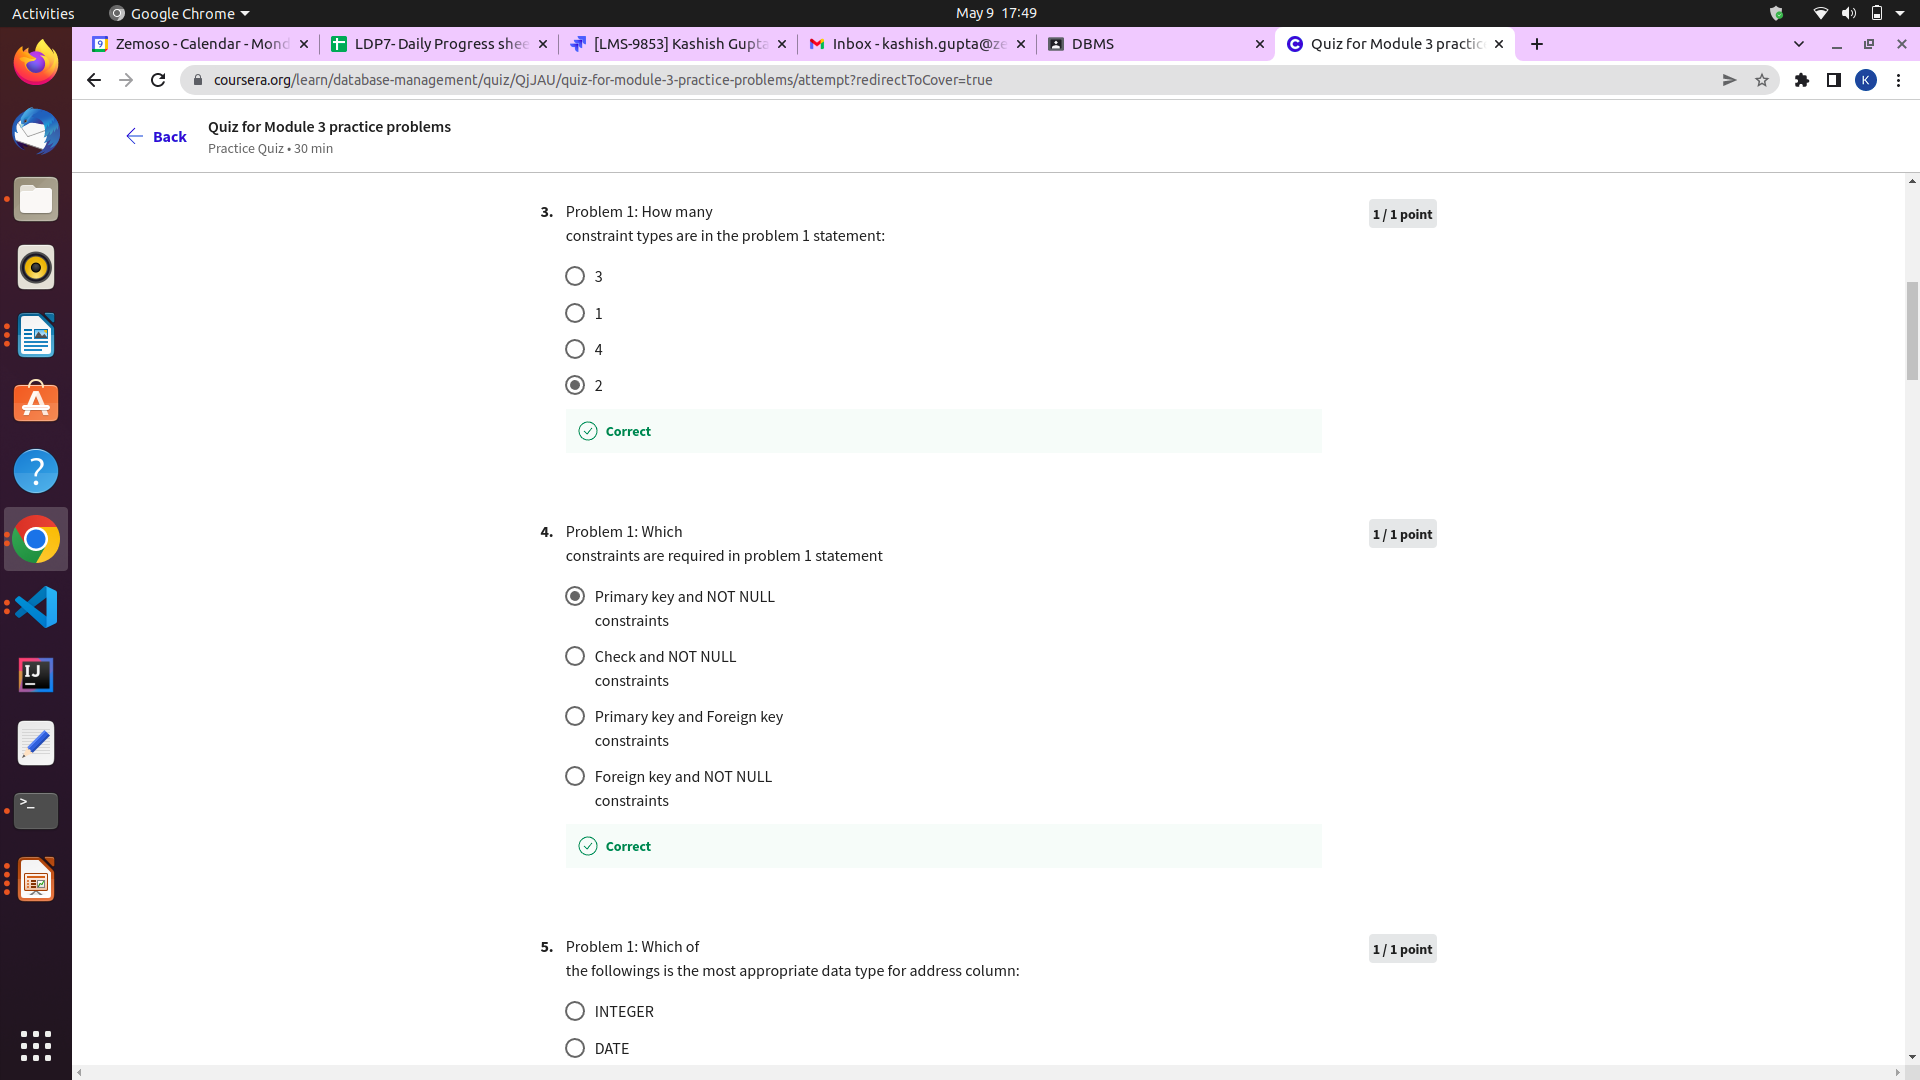 Activities
Google Chrome
May 9 17:49
Zemoso - Calendar - Mond
LDP7- Daily Progress shee
[LMS-9853] Kashish Gupta
Inbox - kashish.gupta@ze
DBMS
Quiz for Module 3 practic
coursera.org/learn/database-management/quiz/QjJAU/quiz-for-module-3-practice-problems/attempt?redirectToCover=true
K
Back
Quiz for Module 3 practice problems
Practice Quiz • 30 min
3. Problem 1: How many
constraint types are in the problem 1 statement:
1 / 1 point
3
1
4
2
Correct
4. Problem 1: Which
constraints are required in problem 1 statement
1 / 1 point
Primary key and NOT NULL
constraints
Check and NOT NULL
constraints
Primary key and Foreign key
constraints
Foreign key and NOT NULL
constraints
Correct
5. Problem 1: Which of
the followings is the most appropriate data type for address column:
1 / 1 point
INTEGER
DATE